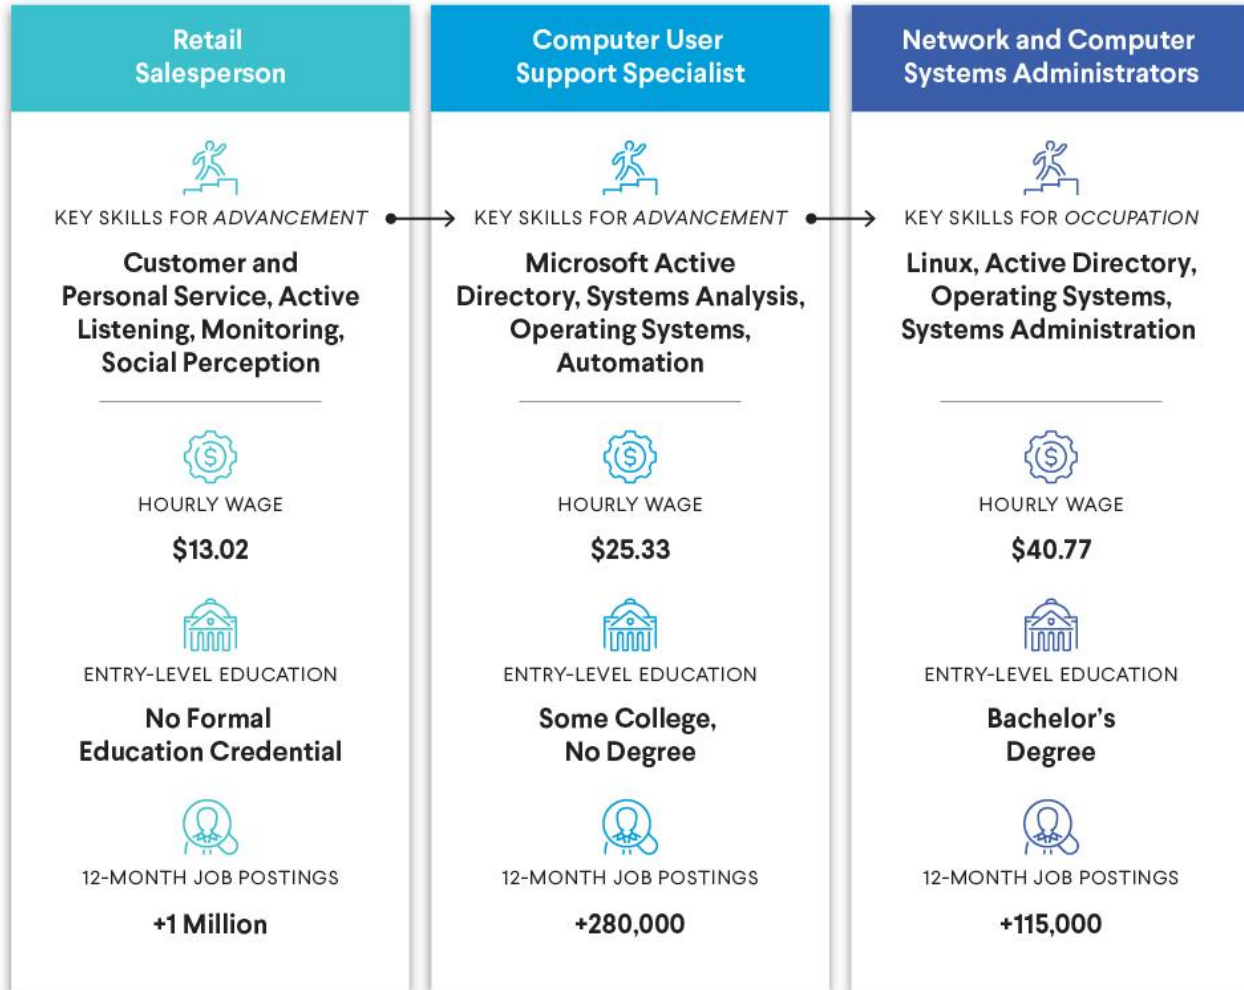 Retail
Salesperson
KEY SKILLS FOR ADVANCEMENT
Customer and
Personal Service, Active
Listening, Monitoring,
Social Perception
HOURLY WAGE
$13.02
ENTRY-LEVEL EDUCATION
No Formal
Education Credential
12-MONTH JOB POSTINGS
+1 Million
Computer User
Support Specialist
KEY SKILLS FOR ADVANCEMENT
Microsoft Active
Directory, Systems Analysis,
Operating Systems,
Automation
HOURLY WAGE
$25.33
ENTRY-LEVEL EDUCATION
Some College,
No Degree
12-MONTH JOB POSTINGS
+280,000
Network and Computer
Systems Administrators
KEY SKILLS FOR OCCUPATION
Linux, Active Directory,
Operating Systems,
Systems Administration
HOURLY WAGE
$40.77
ENTRY-LEVEL EDUCATION
Bachelor's
Degree
12-MONTH JOB POSTINGS
+115,000